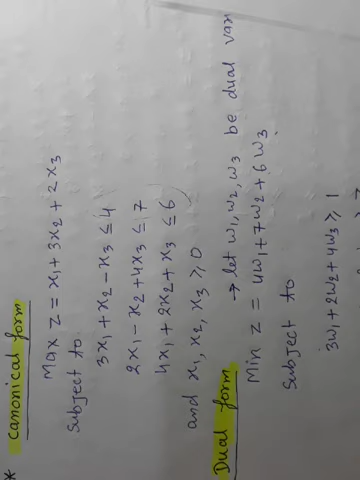 * Canonical form
Max Z = x₁ + 3x₂ + 2x₃
Subject to
3x₁ + x₂ - x₃ ≤ 4
2x₁ - x₂ + 4x₃ ≤ 7
4x₁ + 2x₂ + x₃ ≤ 6
and x₁, x₂, x₃ ≥ 0
Dual form → let w₁, w₂, w₃ be dual var
Min Z = 4w₁ + 7w₂ + 6w₃
Subject to
3w₁ + 2w₂ + 4w₃ ≥ 1